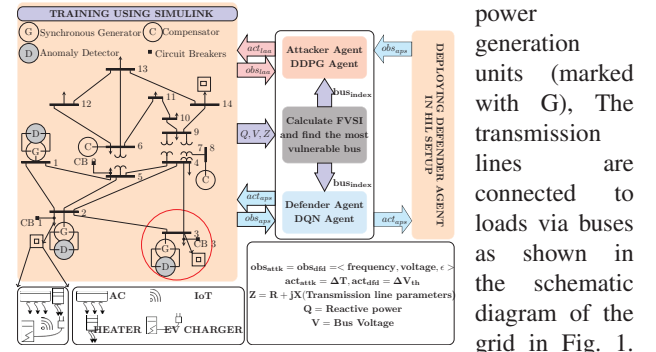 TRAINING USING SIMULINK
G Synchronous Generator C Compensator
D Anomaly Detector Circuit Breakers
13
12
11
14
10
9
D
G
C
6
7
8
CB 2
4
C
1
5
2
CB 1
3
CB 3
G
D
G
D
AC
IoT
HEATER
EV CHARGER
act_laa
obs_laa
Q, V, Z
act_aps
obs_aps
Attacker Agent
DDPG Agent
bus_index
Calculate FVSI
and find the most
vulnerable bus
bus_index
Defender Agent
DQN Agent
obs_aps
act_aps
DEPLOYING DEFENDER AGENT
IN HIL SETUP
obs_attk = obs_dfd =< frequency, voltage, ϵ >
act_attk = ΔT, act_dfd = ΔV_th
Z = R + jX(Transmission line parameters)
Q = Reactive power
V = Bus Voltage
power
generation
units (marked
with G), The
transmission
lines are
connected to
loads via buses
as shown in
the schematic
diagram of the
grid in Fig. 1.